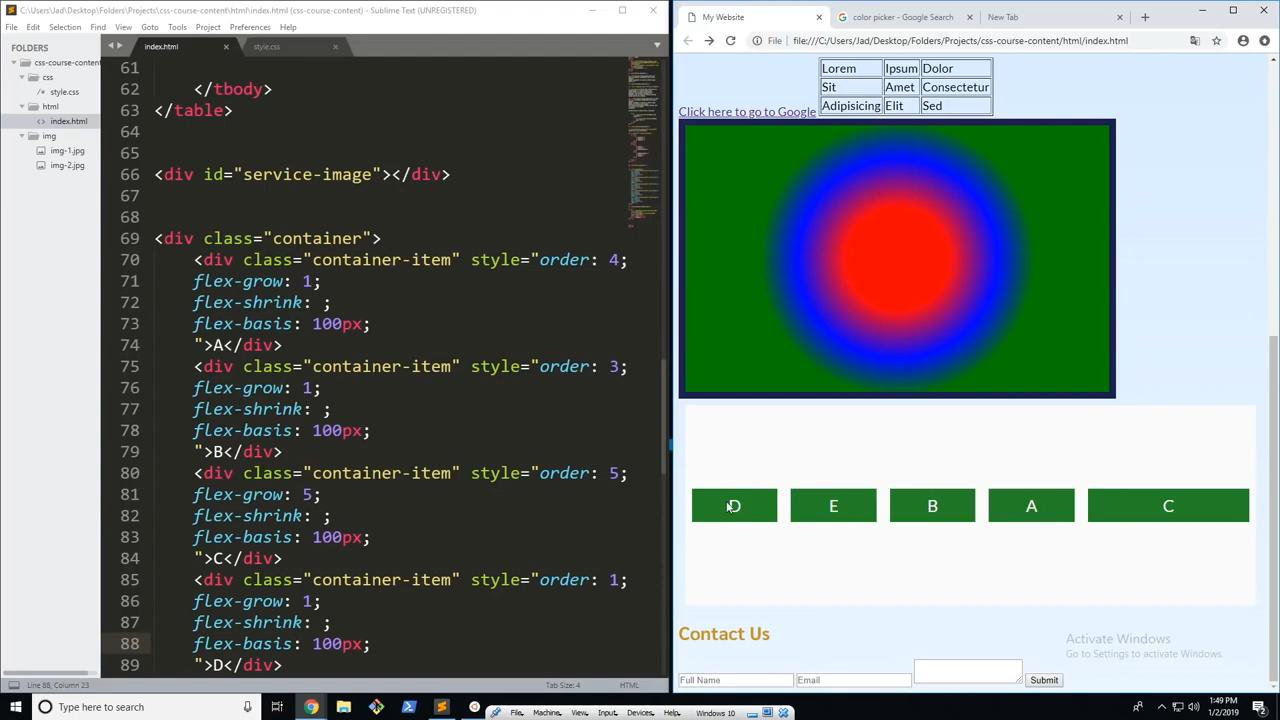 C:\Users\Jad\Desktop\Folders\Projects\css-course-content\html\index.html (css-course-content) - Sublime Text (UNREGISTERED)
File Edit Selection Find View Goto Tools Project Preferences Help
FOLDERS
css-course-content
css
style.css
html
index.html
img
img-1.jpg
img-2.jpg
index.html style.css
61
62 </tbody>
63 </table>
64
65
66 <div id="service-image"></div>
67
68
69 <div class="container">
70 <div class="container-item" style="order: 4;
71 flex-grow: 1;
72 flex-shrink: ;
73 flex-basis: 100px;
74 ">A</div>
75 <div class="container-item" style="order: 3;
76 flex-grow: 1;
77 flex-shrink: ;
78 flex-basis: 100px;
79 ">B</div>
80 <div class="container-item" style="order: 5;
81 flex-grow: 5;
82 flex-shrink: ;
83 flex-basis: 100px;
84 ">C</div>
85 <div class="container-item" style="order: 1;
86 flex-grow: 1;
87 flex-shrink: ;
88 flex-basis: 100px;
89 ">D</div>
Line 88, Column 23 Tab Size: 4 HTML
My Website color picker - Google Search New Tab
File file:///C:/Users/Jad/Desktop/Folders/Projects/css-course-content/html/index.html
Lorem Ipsum Dolor
Sit Amet Consectetur
Adipisicing Elit Sed
Click here to go to Google
D E B A C
Contact Us
Activate Windows
Go to Settings to activate Windows.
Full Name Email Submit
Type here to search
File Machine View Input Devices Help Windows 10
1:49 PM
1/2/2019